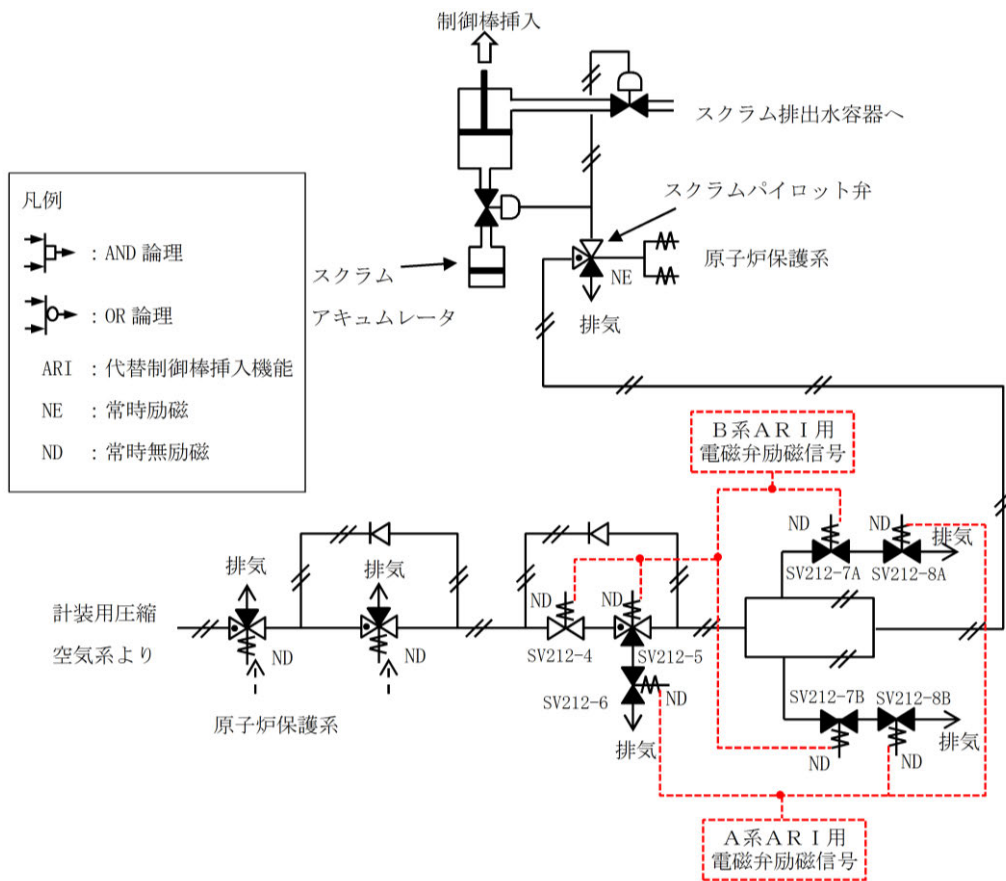 制御棒挿入
スクラム排出水容器へ
スクラムパイロット弁
原子炉保護系
NE
排気
スクラム
アキュムレータ
凡例
：AND 論理
：OR 論理
ARI ：代替制御棒挿入機能
NE ：常時励磁
ND ：常時無励磁
B系ARI用
電磁弁励磁信号
計装用圧縮
空気系より
排気
ND
排気
ND
原子炉保護系
ND
SV212-4
ND
SV212-5
SV212-6
ND
排気
ND
SV212-7A
ND
SV212-8A
排気
SV212-7B
ND
SV212-8B
ND
排気
A系ARI用
電磁弁励磁信号